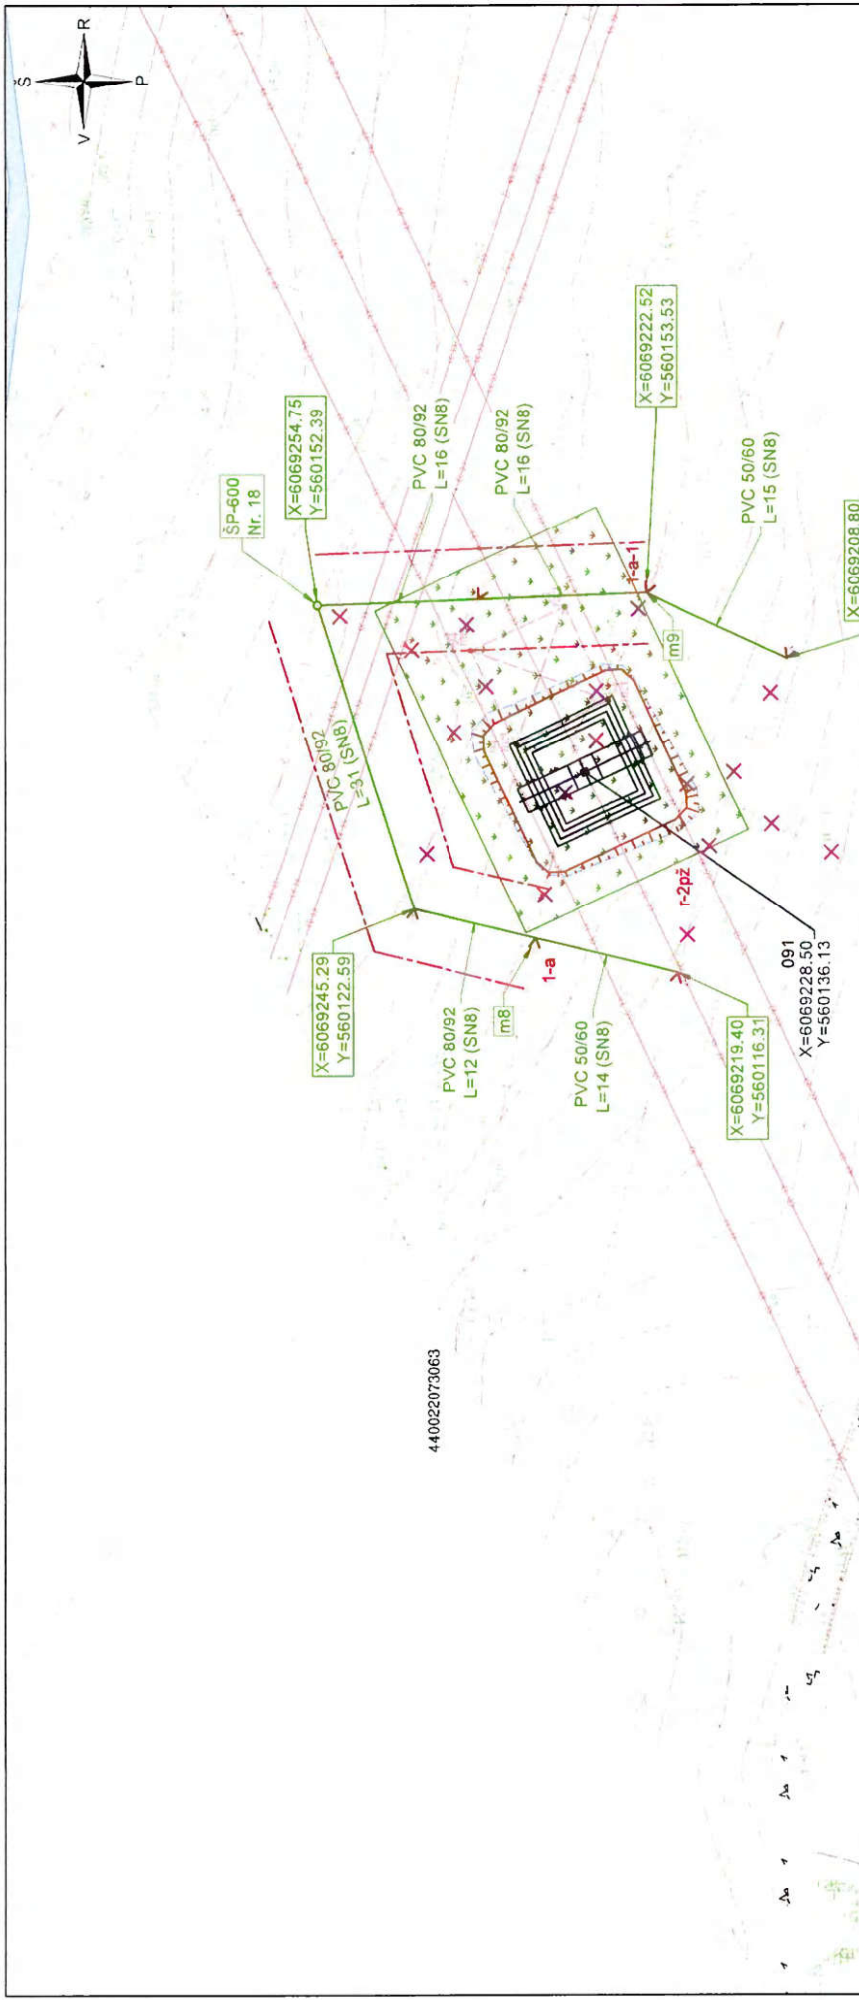 Š
R
V
P
ŠP-600
Nr. 18
X=6069254.75
Y=560152.39
PVC 80/92
L=16 (SN8)
PVC 80/92
L=16 (SN8)
X=6069222.52
Y=560153.53
PVC 50/60
L=15 (SN8)
X=6069208.80
r-a-1
m9
PVC 80/92
L=31 (SN8)
X=6069245.29
Y=560122.59
PVC 80/92
L=12 (SN8)
m8
1-a
PVC 50/60
L=14 (SN8)
r-2pž
X=6069219.40
Y=560116.31
091
X=6069228.50
Y=560136.13
440022073063